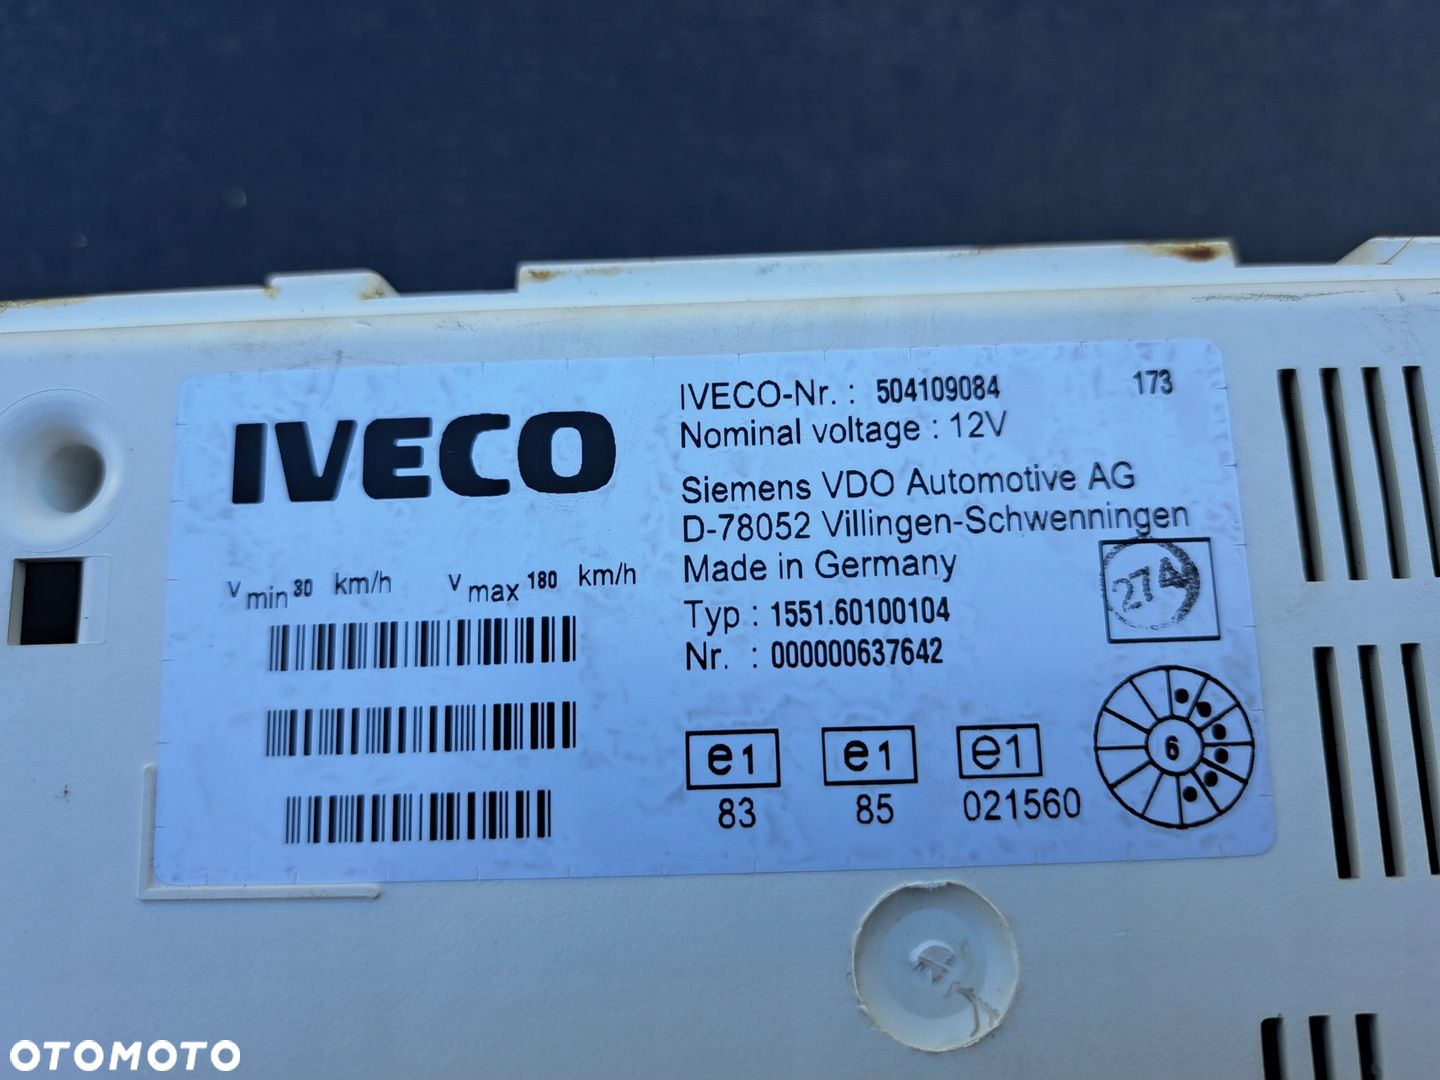 IVECO
IVECO-Nr. : 504109084 173
Nominal voltage : 12V
Siemens VDO Automotive AG
D-78052 Villingen-Schwenningen
Made in Germany
Typ : 1551.60100104
Nr. : 000000637642
274
v min 30 km/h v max 180 km/h
e1 e1 e1
83 85 021560
6
OTOMOTO